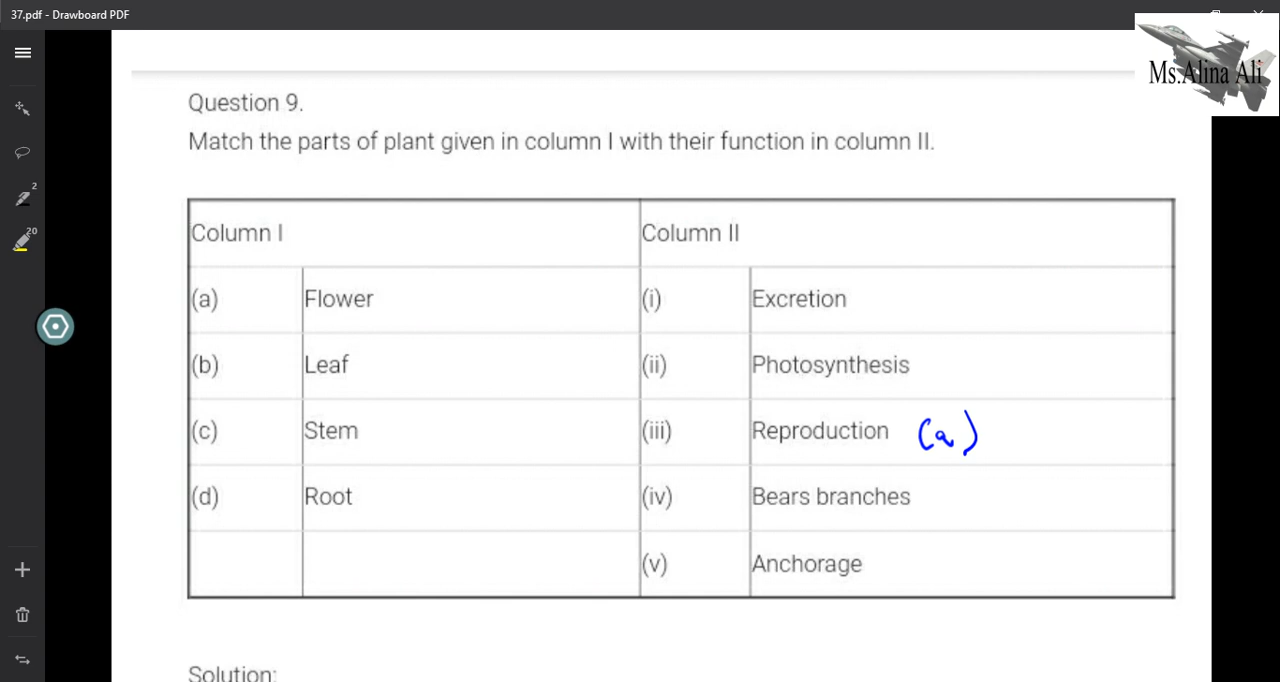 37.pdf - Drawboard PDF
Ms.Alina Ali
2
20
Question 9.
Match the parts of plant given in column I with their function in column II.
Column I Column II
(a) Flower (i) Excretion
(b) Leaf (ii) Photosynthesis
(c) Stem (iii) Reproduction (a)
(d) Root (iv) Bears branches
(v) Anchorage
Solution: